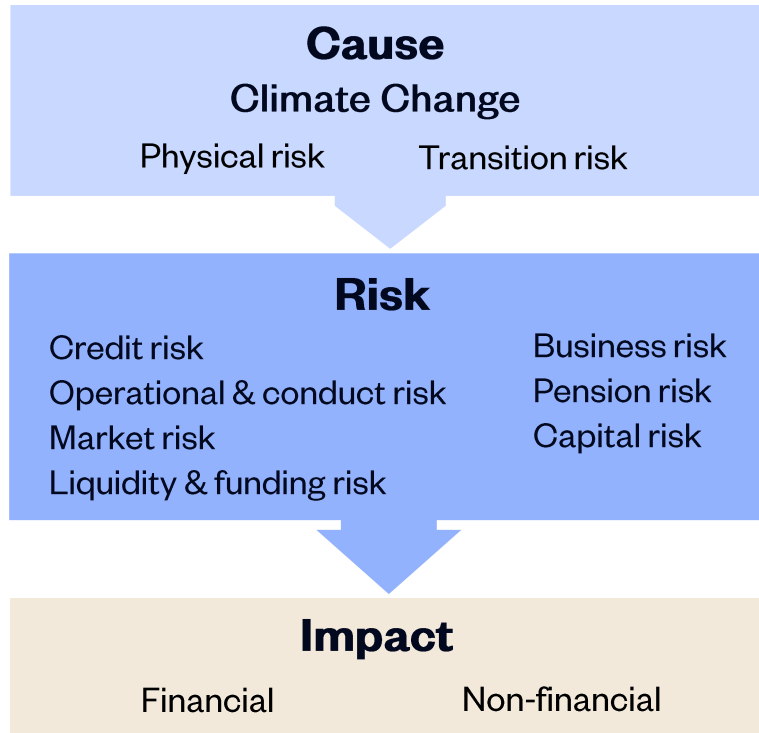 Cause
Climate Change
Physical risk
Transition risk
Risk
Credit risk
Operational & conduct risk
Market risk
Liquidity & funding risk
Business risk
Pension risk
Capital risk
Impact
Financial
Non-financial